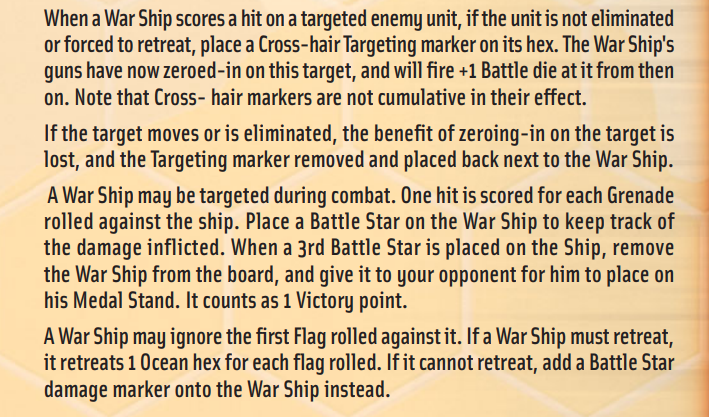 When a War Ship scores a hit on a targeted enemy unit, if the unit is not eliminated
or forced to retreat, place a Cross-hair Targeting marker on its hex. The War Ship's
guns have now zeroed-in on this target, and will fire +1 Battle die at it from then
on. Note that Cross- hair markers are not cumulative in their effect.
If the target moves or is eliminated, the benefit of zeroing-in on the target is
lost, and the Targeting marker removed and placed back next to the War Ship.
A War Ship may be targeted during combat. One hit is scored for each Grenade
rolled against the ship. Place a Battle Star on the War Ship to keep track of
the damage inflicted. When a 3rd Battle Star is placed on the Ship, remove
the War Ship from the board, and give it to your opponent for him to place on
his Medal Stand. It counts as 1 Victory point.
A War Ship may ignore the first Flag rolled against it. If a War Ship must retreat,
it retreats 1 Ocean hex for each flag rolled. If it cannot retreat, add a Battle Star
damage marker onto the War Ship instead.